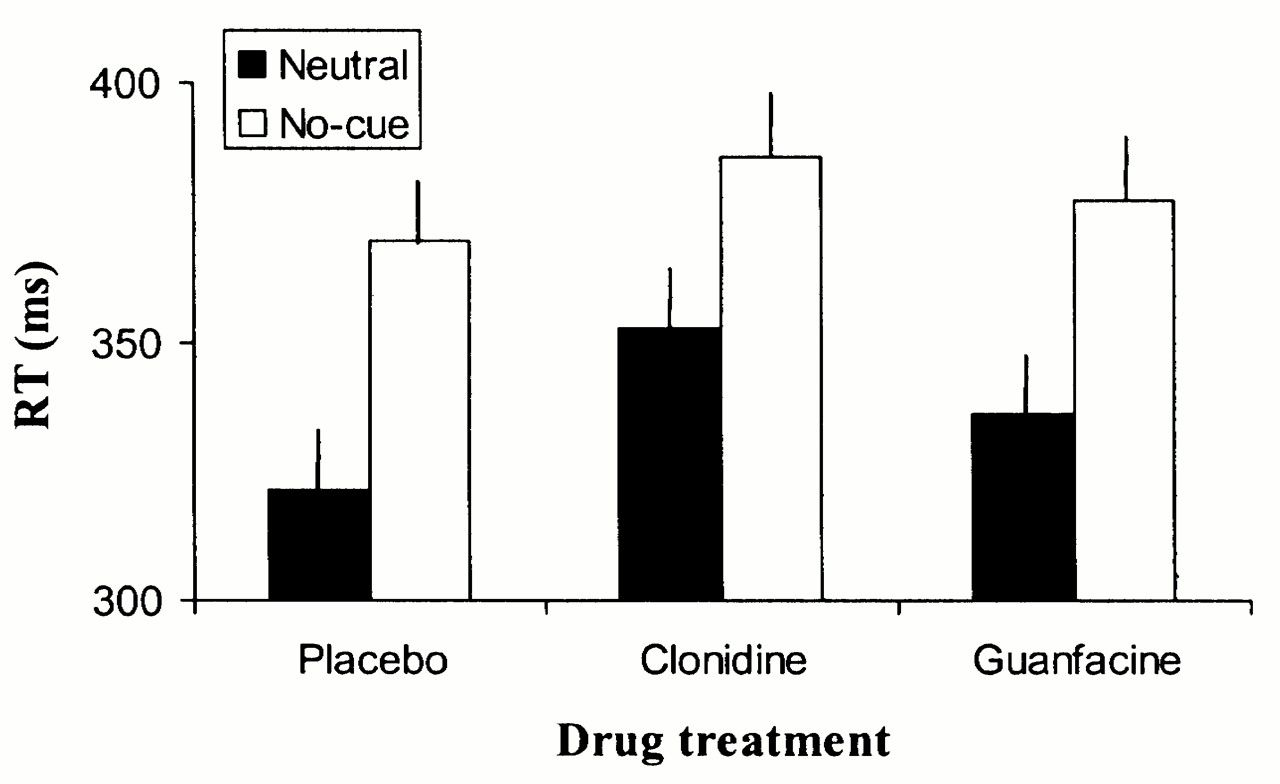 Neutral
No-cue
400
350
300
RT (ms)
Placebo Clonidine Guanfacine
Drug treatment